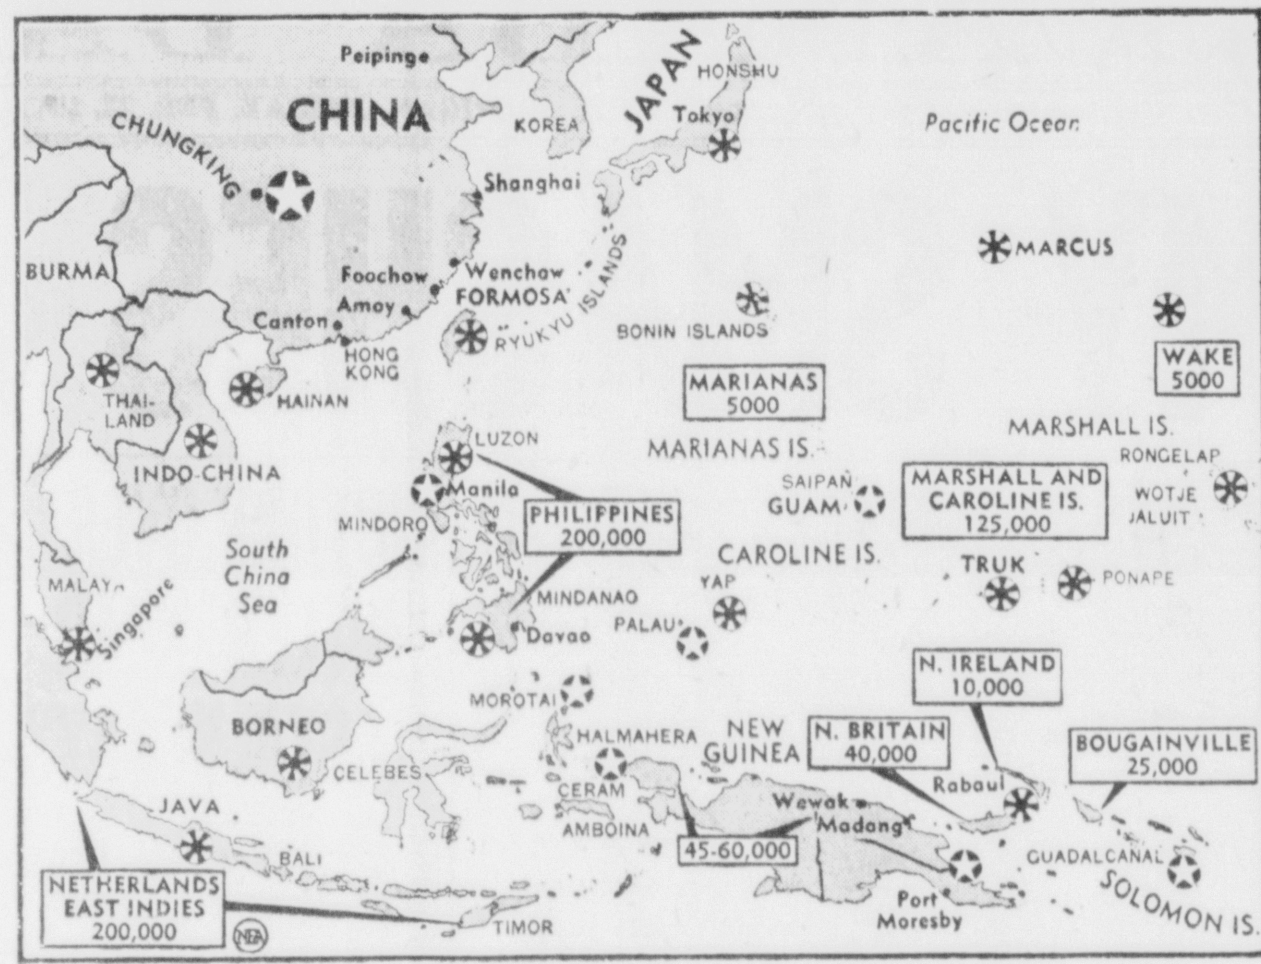 Peiping
CHINA
CHUNGKING
KOREA
JAPAN
HONSHU
Tokyo
Pacific Ocean
Shanghai
BURMA
Foochow
Amoy
Canton
HONG
KONG
Wenchaw
FORMOSA
RYUKYU ISLANDS
BONIN ISLANDS
MARCUS
WAKE
5000
THAI-
LAND
HAINAN
INDO-CHINA
LUZON
Manila
MINDORO
PHILIPPINES
200,000
MARIANAS
5000
MARIANAS IS.
SAIPAN
GUAM
MARSHALL IS.
RONGELAP
WOTJE
JALUIT
MARSHALL AND
CAROLINE IS.
125,000
CAROLINE IS.
TRUK
PONAPE
YAP
PALAU
South
China
Sea
MALAY
Singapore
MINDANAO
Davao
MOROTAI
HALMAHERA
BORNEO
CELEBES
CERAM
AMBOINA
NEW
GUINEA
N. IRELAND
10,000
N. BRITAIN
40,000
BOUGAINVILLE
25,000
Rabaul
Wewak
Madang
45-60,000
JAVA
BALI
GUADALCANAL
SOLOMON IS.
Port
Moresby
NETHERLANDS
EAST INDIES
200,000
NEA
TIMOR